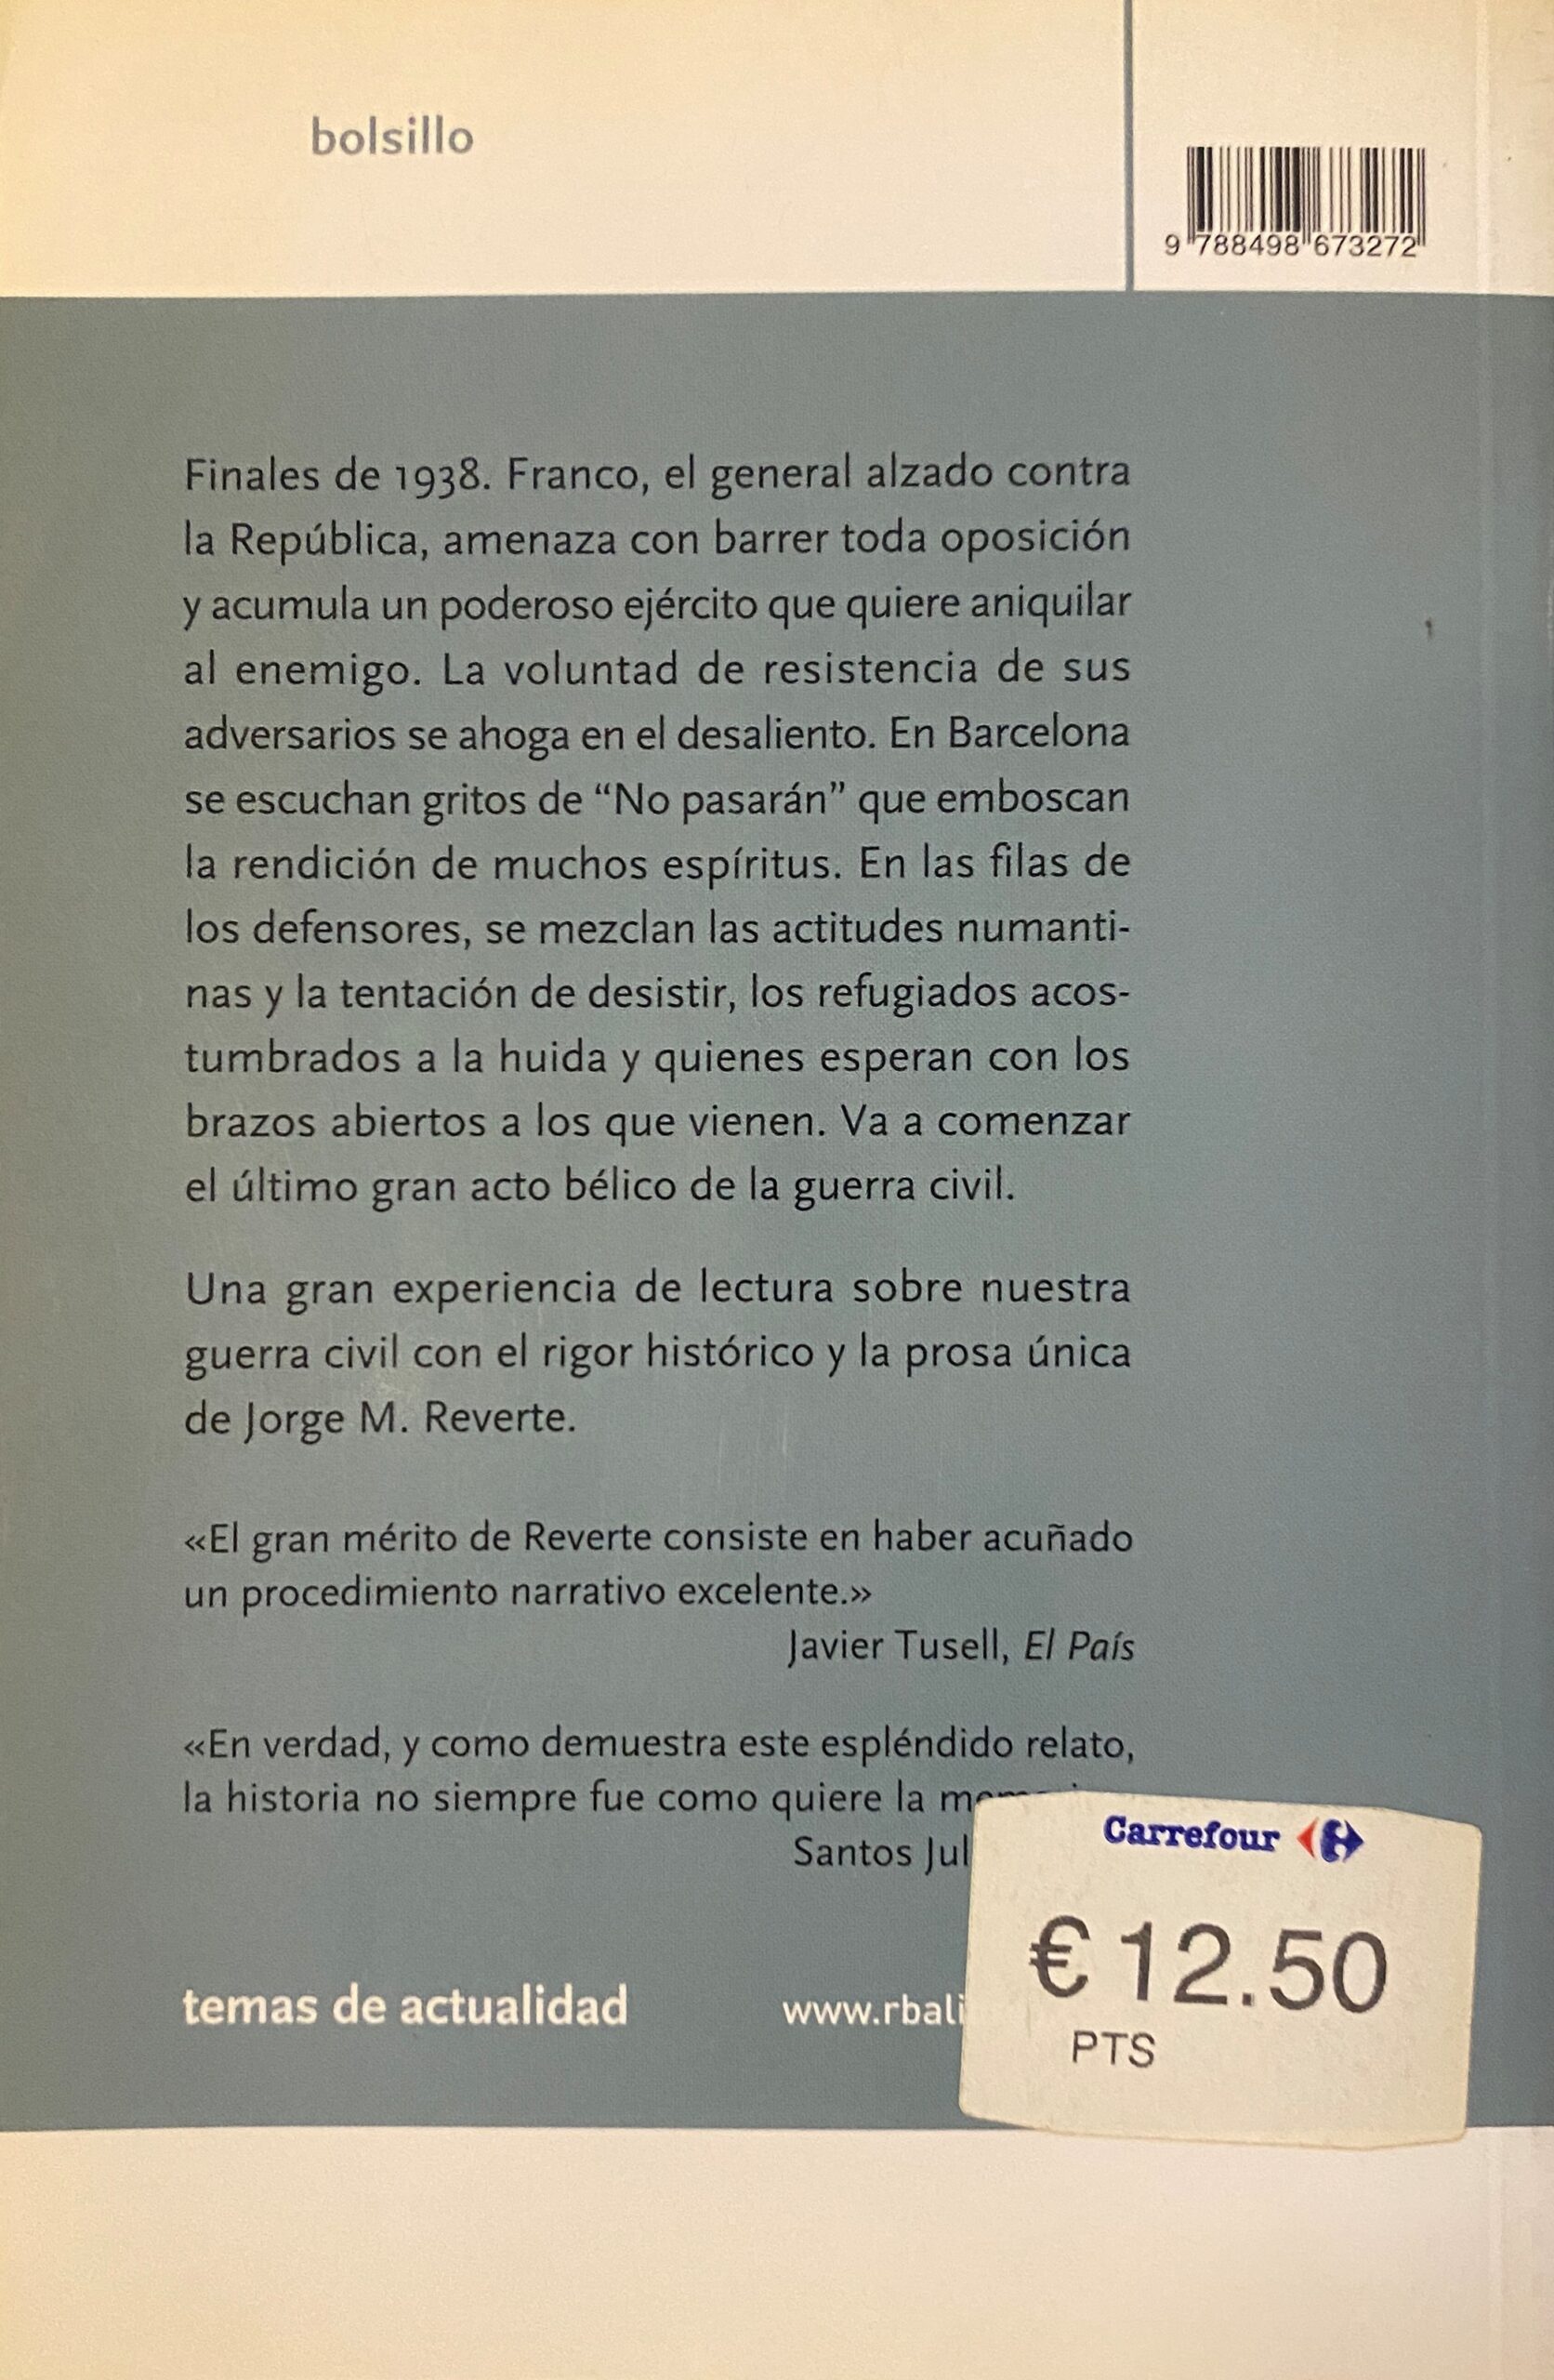 bolsillo
9 788498 673272
Finales de 1938. Franco, el general alzado contra
la República, amenaza con barrer toda oposición
y acumula un poderoso ejército que quiere aniquilar
al enemigo. La voluntad de resistencia de sus
adversarios se ahoga en el desaliento. En Barcelona
se escuchan gritos de “No pasarán” que emboscan
la rendición de muchos espíritus. En las filas de
los defensores, se mezclan las actitudes numanti-
nas y la tentación de desistir, los refugiados acos-
tumbrados a la huida y quienes esperan con los
brazos abiertos a los que vienen. Va a comenzar
el último gran acto bélico de la guerra civil.
Una gran experiencia de lectura sobre nuestra
guerra civil con el rigor histórico y la prosa única
de Jorge M. Reverte.
«El gran mérito de Reverte consiste en haber acuñado
un procedimiento narrativo excelente.»
Javier Tusell, El País
«En verdad, y como demuestra este espléndido relato,
la historia no siempre fue como quiere la
Santos
temas de actualidad
Carrefour
€ 12.50
PTS